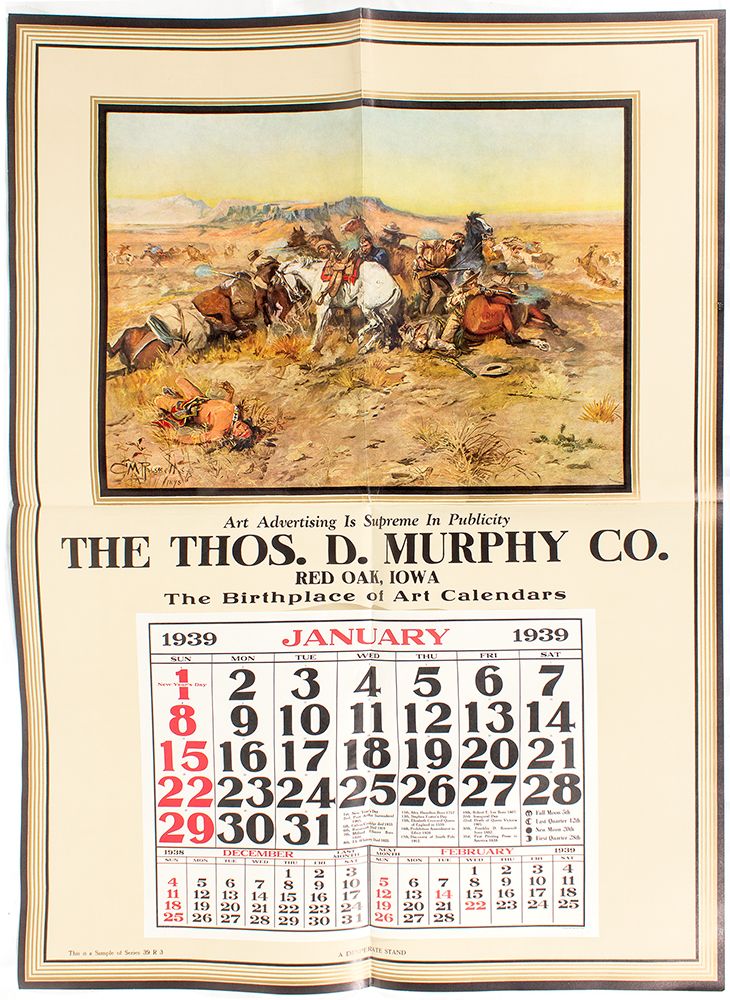 CM Russell
1898
Art Advertising Is Supreme In Publicity
THE THOS. D. MURPHY CO.
RED OAK, IOWA
The Birthplace of Art Calendars
1939 JANUARY 1939
SUN MON TUE WED THU FRI SAT
1 2 3 4 5 6 7
New Year's Day
8 9 10 11 12 13 14
15 16 17 18 19 20 21
22 23 24 25 26 27 28
29 30 31
Full Moon 5th
Last Quarter 12th
New Moon 20th
First Quarter 28th
1938 DECEMBER LAST MONTH
SUN MON TUE WED THU FRI SAT
1 2 3
4 5 6 7 8 9 10
11 12 13 14 15 16 17
18 19 20 21 22 23 24
25 26 27 28 29 30 31
NEXT MONTH FEBRUARY 1939
SUN MON TUE WED THU FRI SAT
1 2 3 4
5 6 7 8 9 10 11
12 13 14 15 16 17 18
19 20 21 22 23 24 25
26 27 28
This is a Sample of Series 39 R 3
A DESPERATE STAND